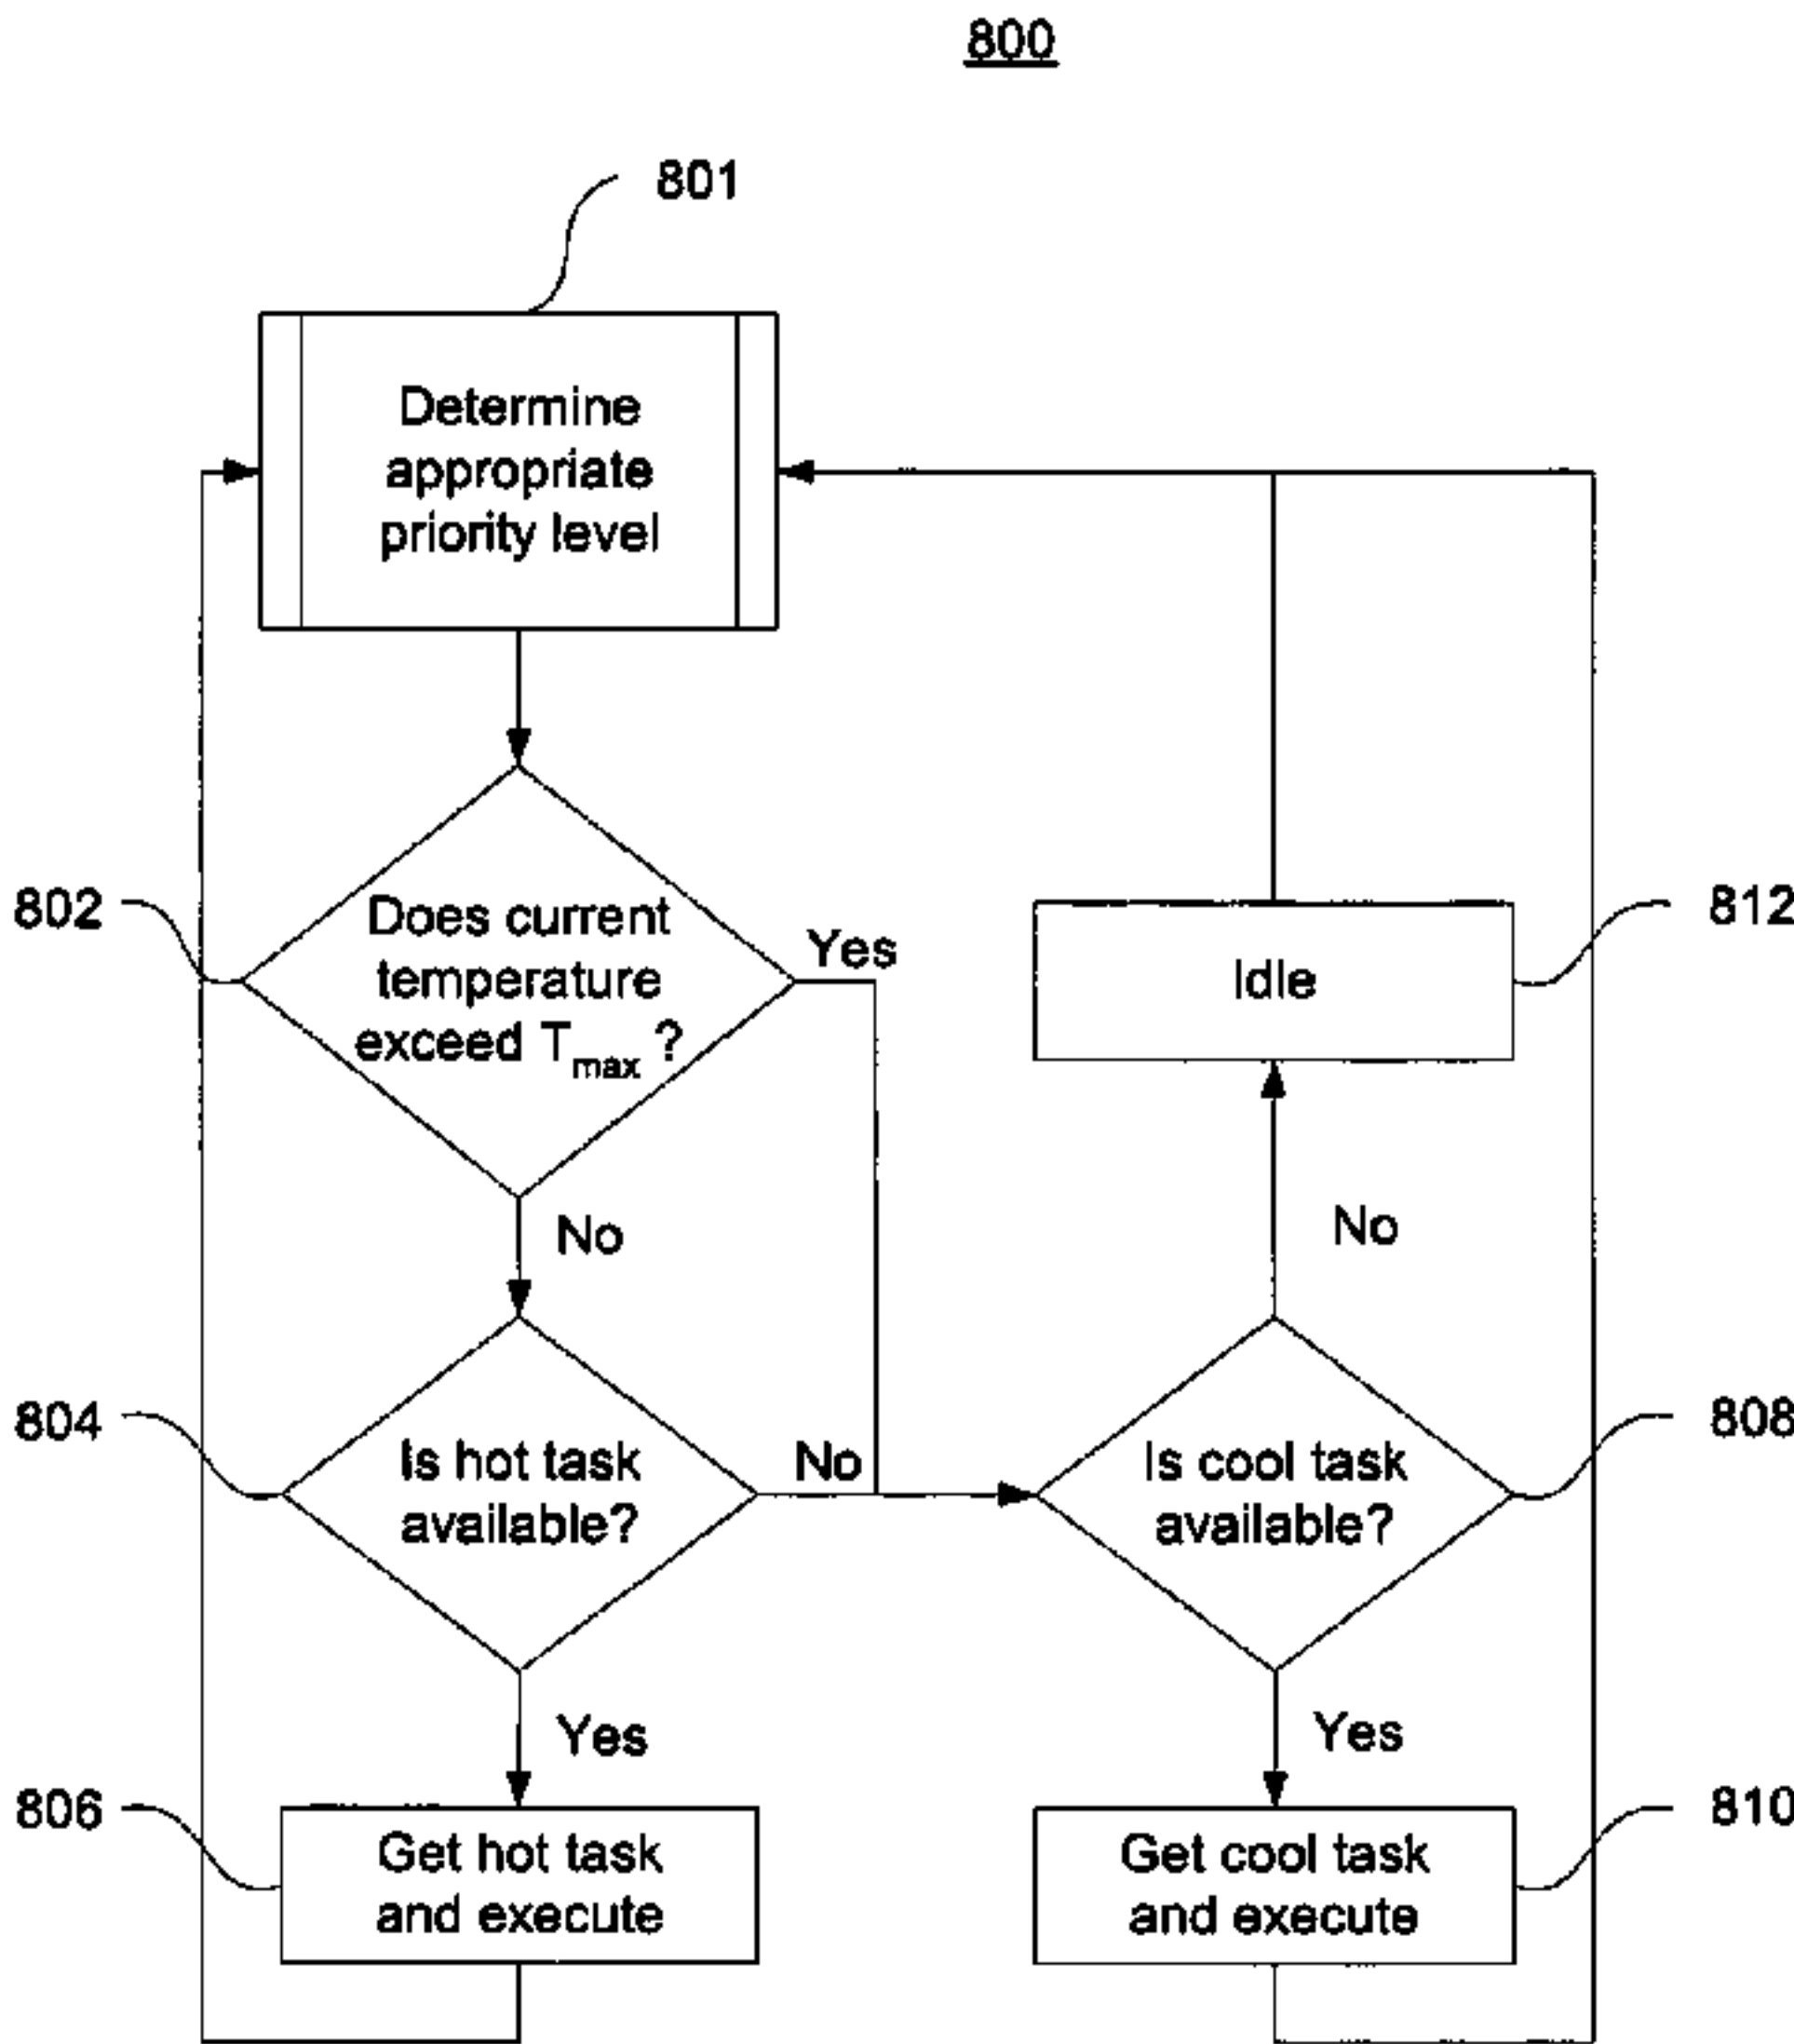 800
801
Determine
appropriate
priority level
802
Does current
temperature
exceed Tmax ?
Yes
Idle
812
No
No
804
Is hot task
available?
No
Is cool task
available?
808
Yes
Yes
806
Get hot task
and execute
Get cool task
and execute
810